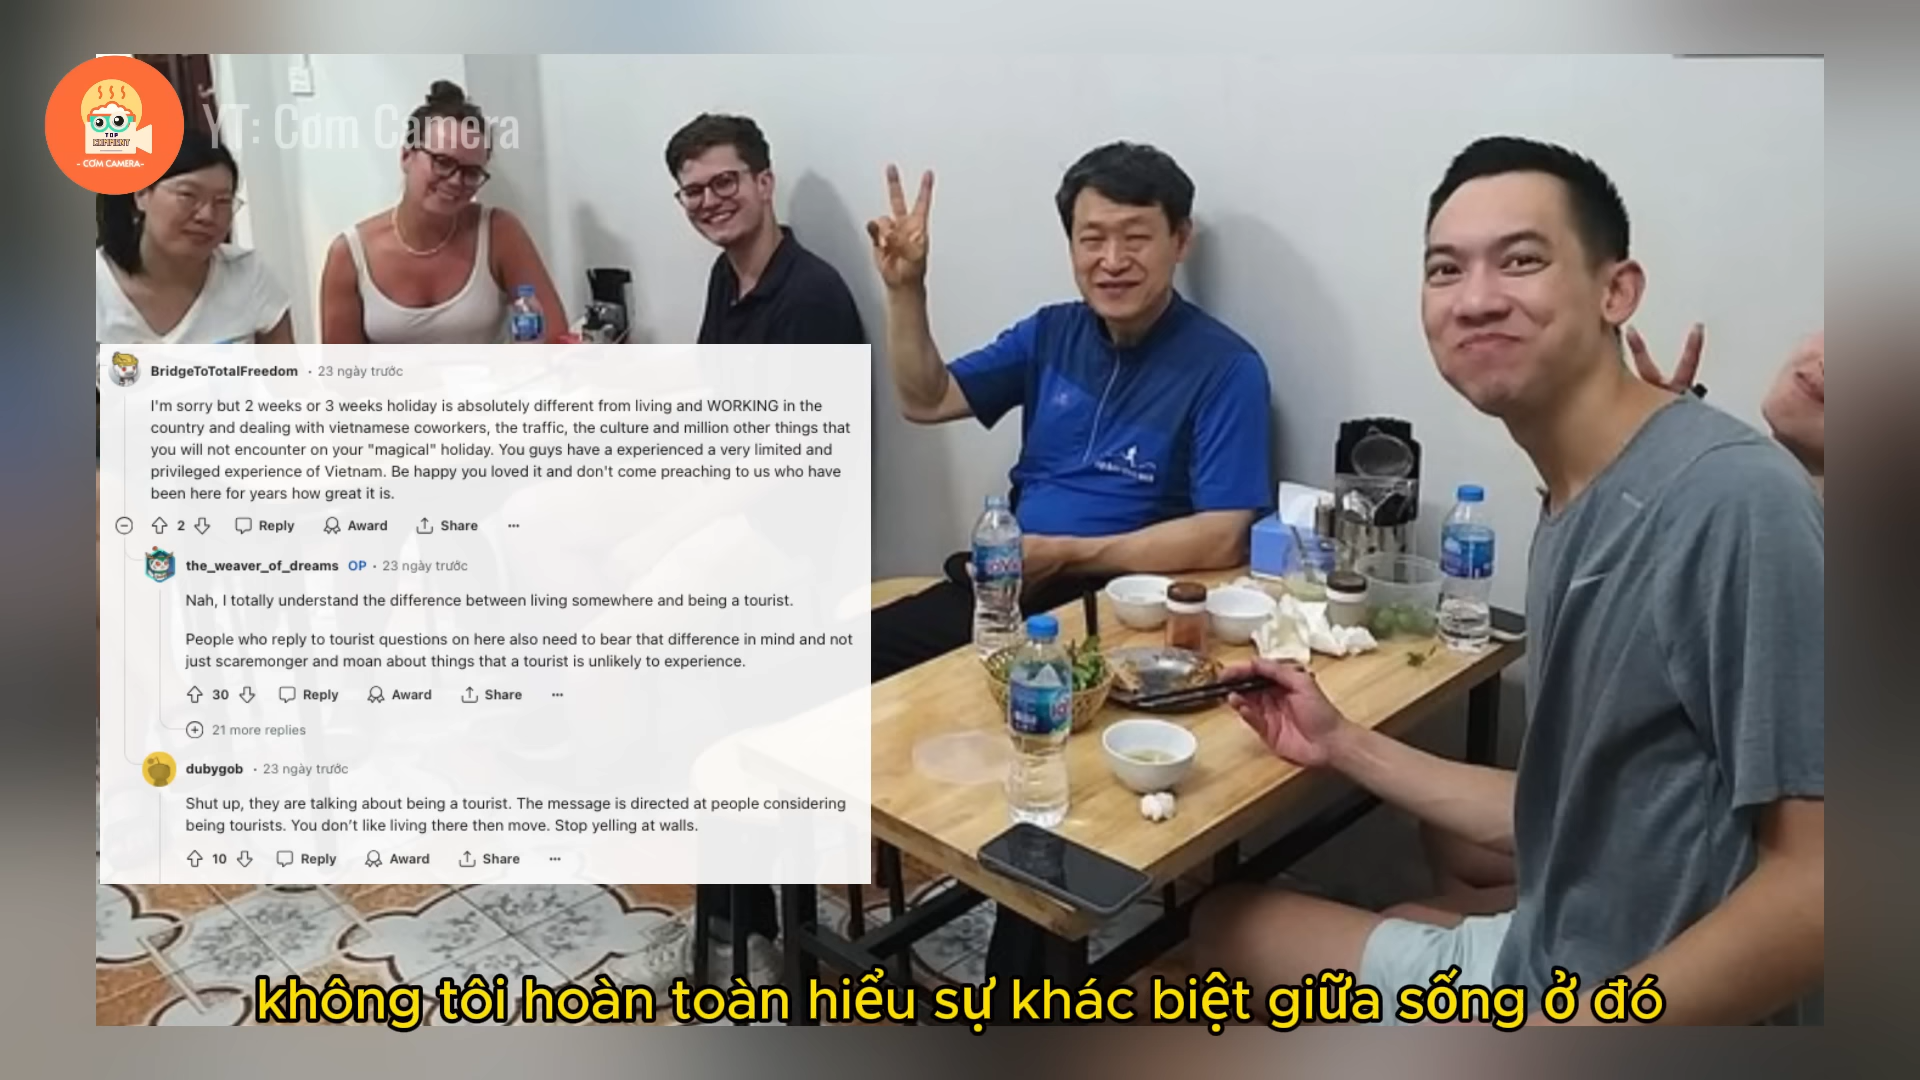 YT: Cơm Camera
TOP
COMMENT
- CƠM CAMERA-
BridgeToTotalFreedom · 23 ngày trước
I'm sorry but 2 weeks or 3 weeks holiday is absolutely different from living and WORKING in the
country and dealing with vietnamese coworkers, the traffic, the culture and million other things that
you will not encounter on your "magical" holiday. You guys have a experienced a very limited and
privileged experience of Vietnam. Be happy you loved it and don't come preaching to us who have
been here for years how great it is.
2 Reply Award Share ...
the_weaver_of_dreams OP · 23 ngày trước
Nah, I totally understand the difference between living somewhere and being a tourist.
People who reply to tourist questions on here also need to bear that difference in mind and not
just scaremonger and moan about things that a tourist is unlikely to experience.
30 Reply Award Share ...
21 more replies
dubygob · 23 ngày trước
Shut up, they are talking about being a tourist. The message is directed at people considering
being tourists. You don't like living there then move. Stop yelling at walls.
10 Reply Award Share ...
không tôi hoàn toàn hiểu sự khác biệt giữa sống ở đó